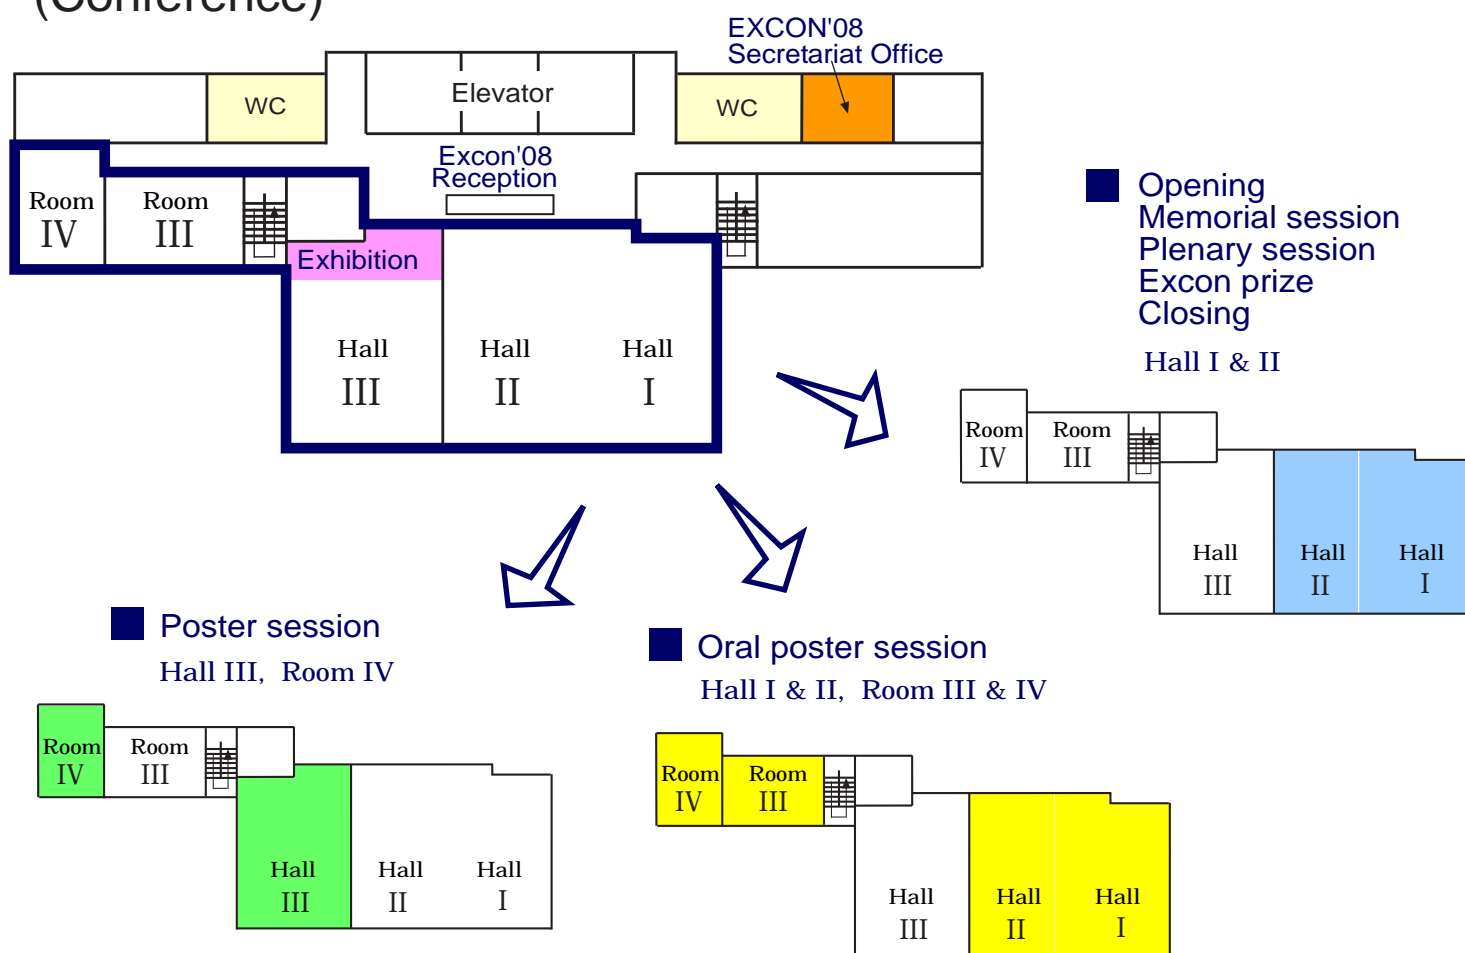 (Conference)
EXCON'08
Secretariat Office
WC
Elevator
WC
Excon'08
Reception
Room
IV
Room
III
Exhibition
Hall
III
Hall
II
Hall
I
Opening
Memorial session
Plenary session
Excon prize
Closing
Hall I & II
Room
IV
Room
III
Hall
III
Hall
II
Hall
I
Poster session
Hall III, Room IV
Room
IV
Room
III
Hall
III
Hall
II
Hall
I
Oral poster session
Hall I & II, Room III & IV
Room
IV
Room
III
Hall
III
Hall
II
Hall
I